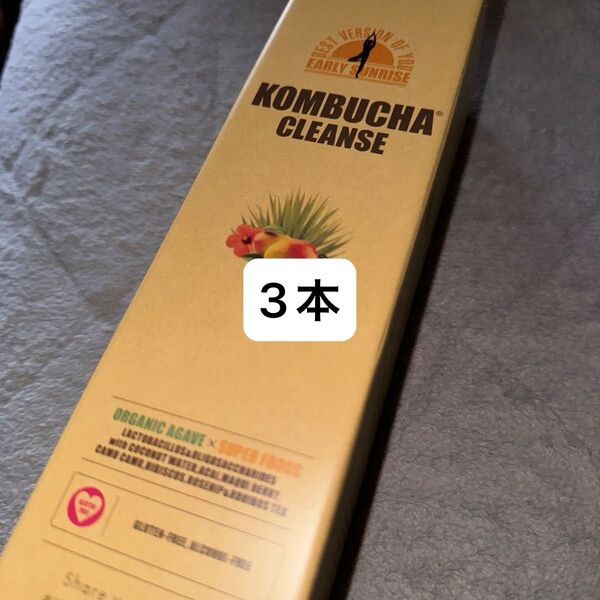 BEST VERSION OF YOU
EARLY SUNRISE
KOMBUCHA®
CLEANSE
3本
ORGANIC AGAVE × SUPER FOODS
LACTOBACILLUS&OLIGOSACCHARIDES
with COCONUT WATER,ACAI,MAQUI BERRY,
CAMU CAMU,HIBISCUS,ROSEHIP&ROOIBOS TEA
GLUTEN-FREE, ALCOHOL-FREE
Share